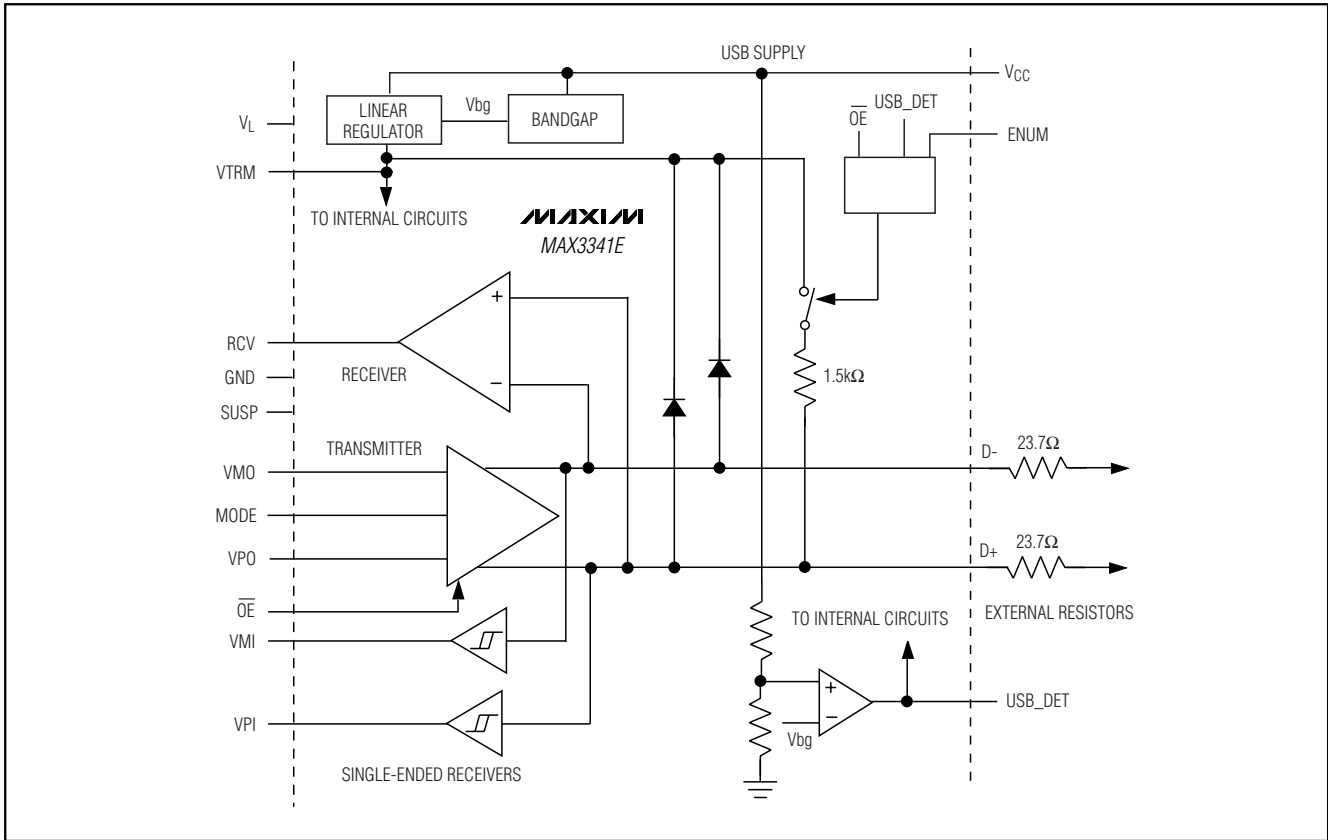 USB SUPPLY
VCC
LINEAR
REGULATOR
Vbg
BANDGAP
USB_DET
O̅E̅
ENUM
VL
VTRM
TO INTERNAL CIRCUITS
MAXIM
MAX3341E
+
RCV
RECEIVER
1.5kΩ
GND
−
SUSP
TRANSMITTER
D-
23.7Ω
VMO
MODE
VPO
D+
23.7Ω
O̅E̅
TO INTERNAL CIRCUITS
EXTERNAL RESISTORS
VMI
+
USB_DET
−
VPI
Vbg
SINGLE-ENDED RECEIVERS